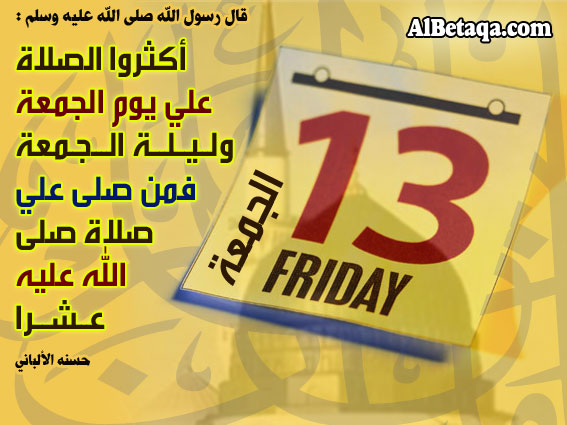 قال رسول الله صلى الله عليه وسلم :
AlBetaqa.com
أكثروا الصلاة
علي يوم الجمعة
وليلة الجمعة
فمن صلى علي
صلاة صلى
الله عليه
عشرا
حسنه الألباني
13
الجمعة
FRIDAY